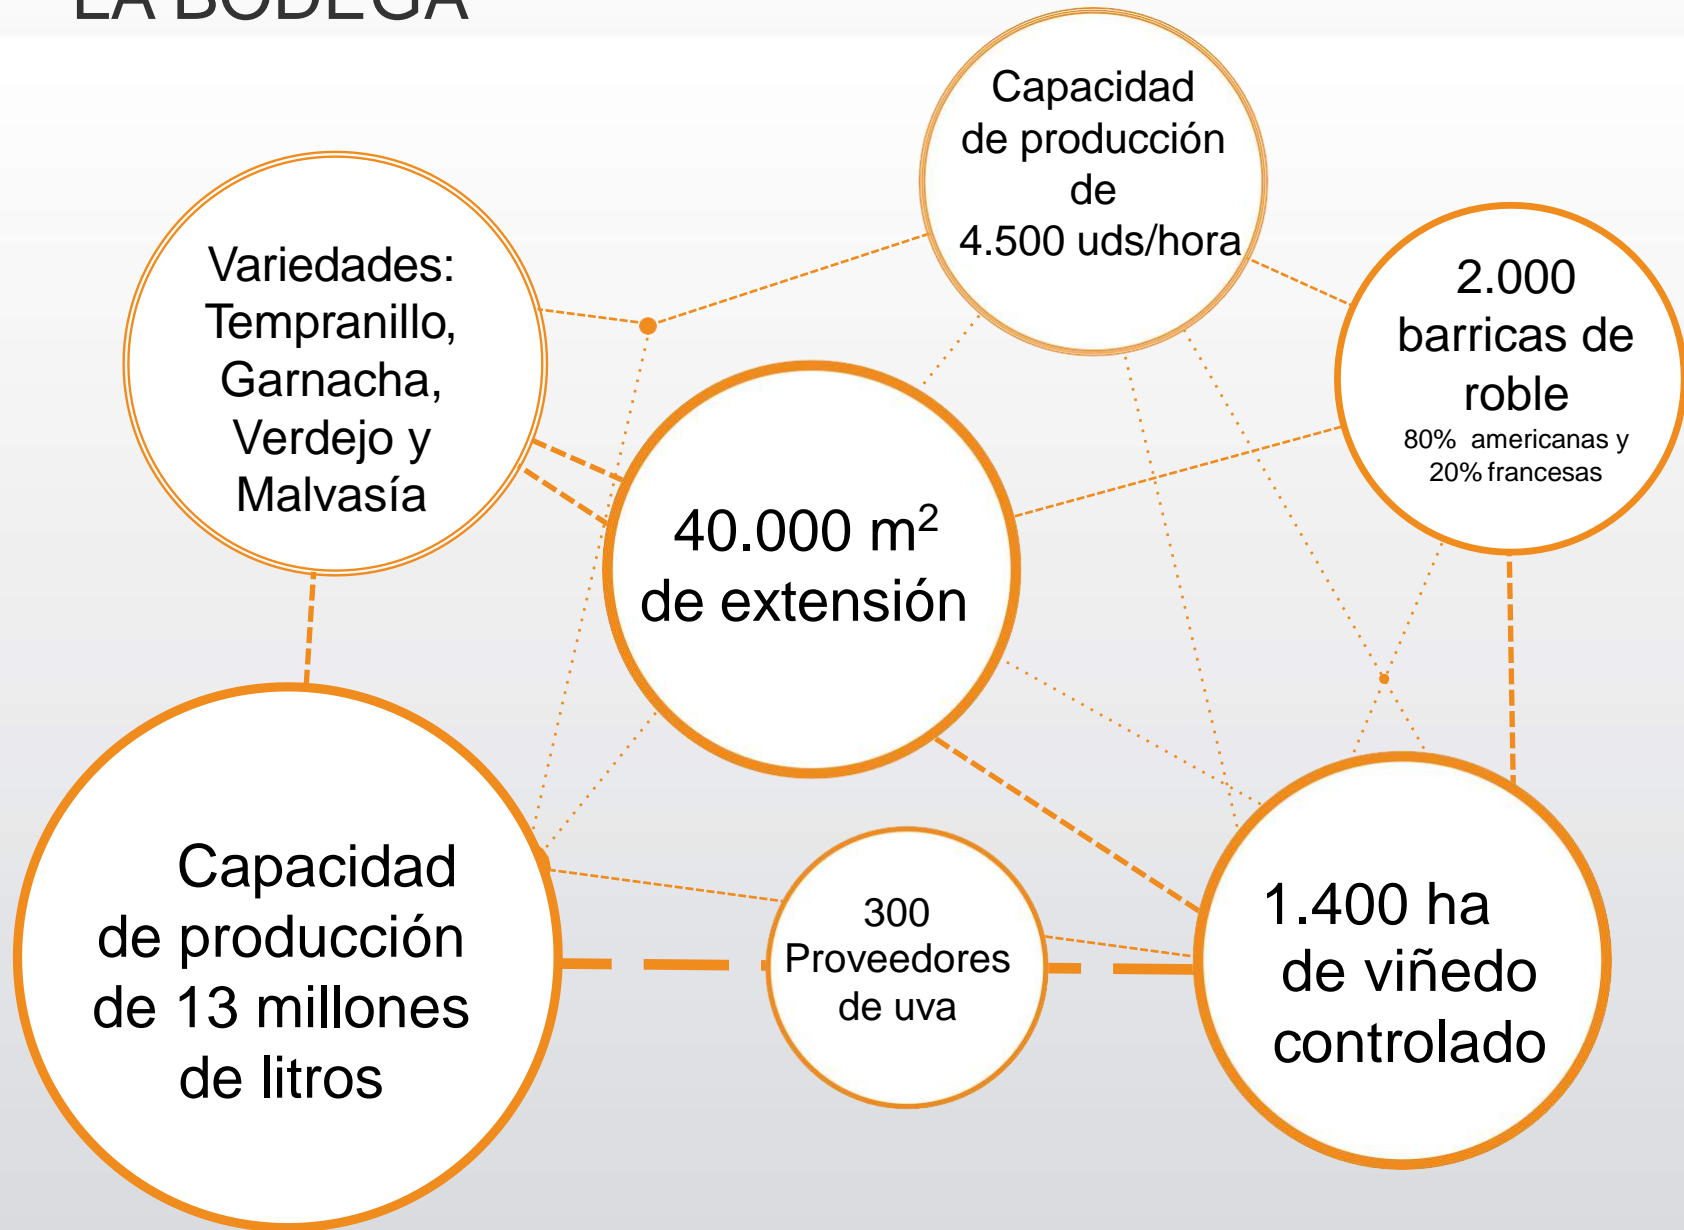 LA BODEGA
Capacidad
de producción
de
4.500 uds/hora
Variedades:
Tempranillo,
Garnacha,
Verdejo y
Malvasía
2.000
barricas de
roble
80% americanas y
20% francesas
40.000 m²
de extensión
Capacidad
de producción
de 13 millones
de litros
300
Proveedores
de uva
1.400 ha
de viñedo
controlado